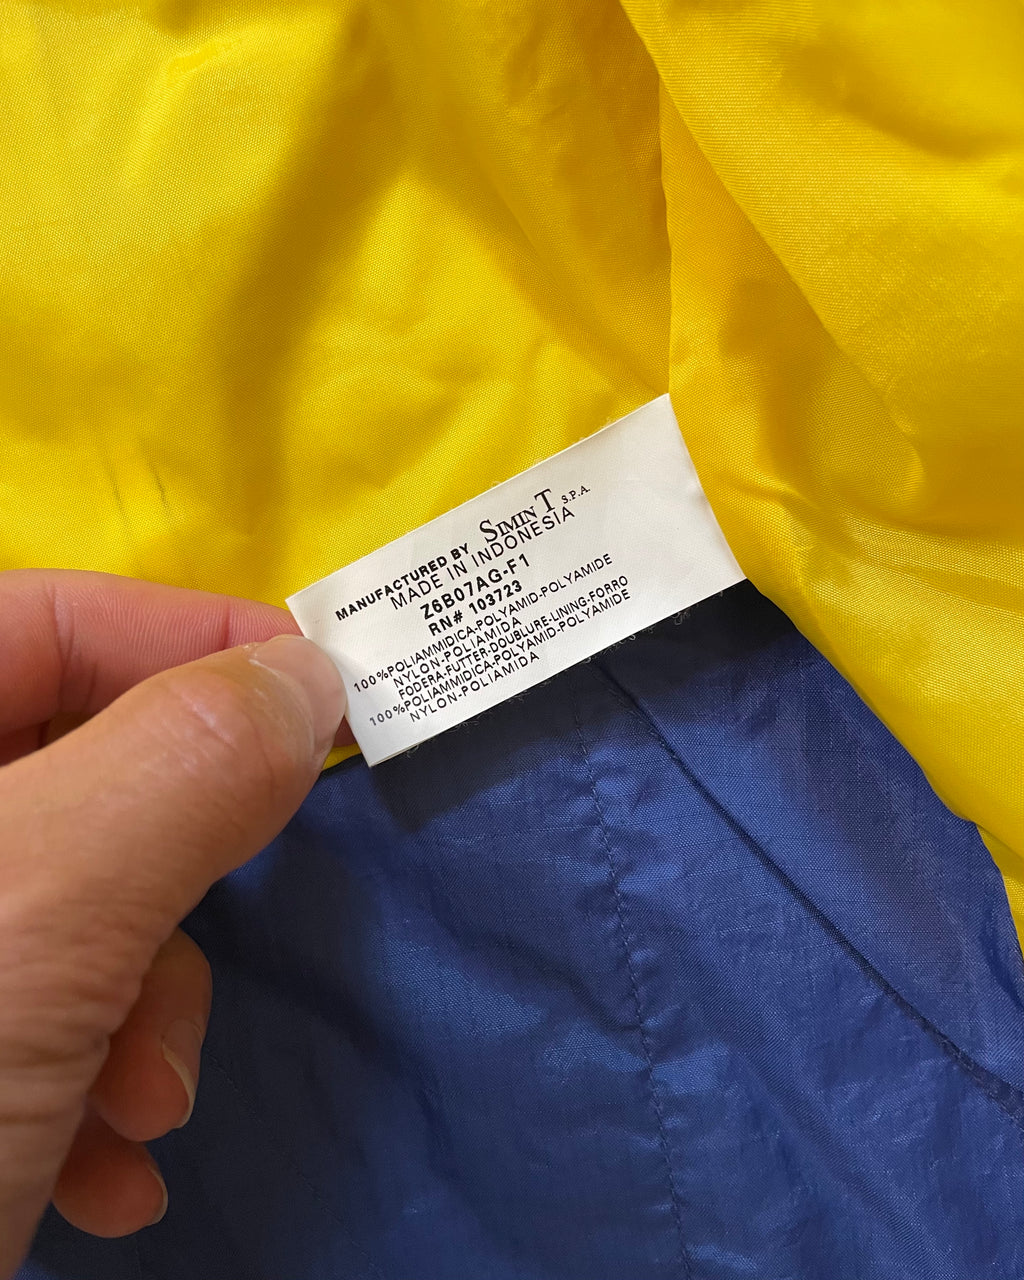 MANUFACTURED BY SIMINT S.P.A.
MADE IN INDONESIA
Z6B07AG-F1
RN# 103723
100%POLIAMMIDICA-POLYAMID-POLYAMIDE
NYLON-POLIAMIDA
FODERA-FUTTER-DOUBLURE-LINING-FORRO
100%POLIAMMIDICA-POLYAMID-POLYAMIDE
NYLON-POLIAMIDA